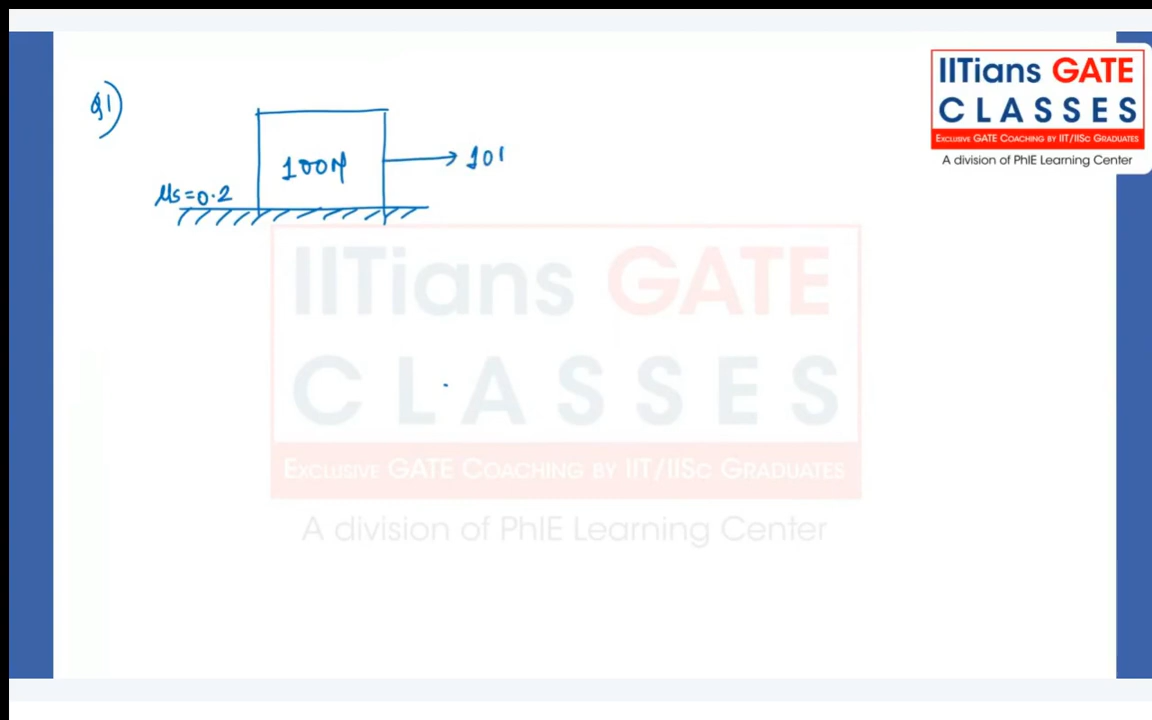 Q1)
100N
10
μs=0.2
IITians GATE
CLASSES
EXCLUSIVE GATE COACHING BY IIT/IISC GRADUATES
A division of PhIE Learning Center
IITians GATE
CLASSES
EXCLUSIVE GATE COACHING BY IIT/IISC GRADUATES
A division of PhIE Learning Center